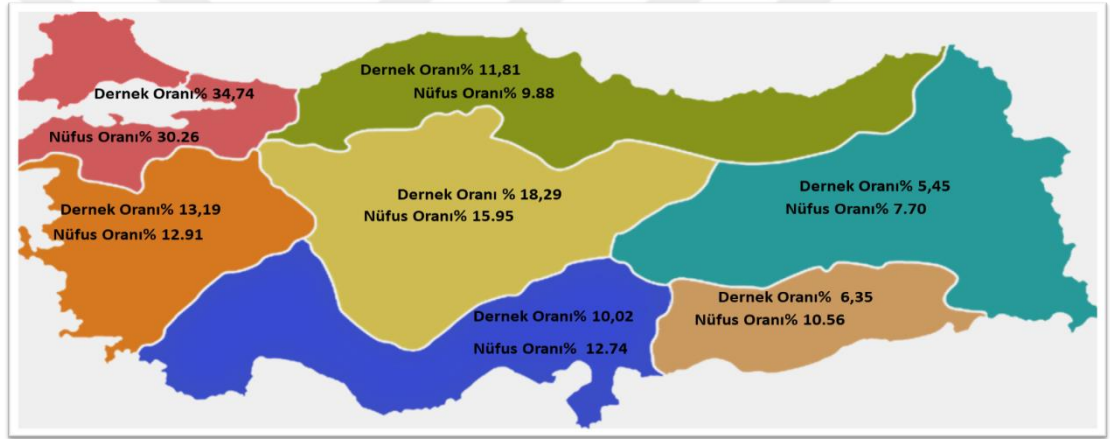 Dernek Oranı% 34,74
Nüfus Oranı% 30.26
Dernek Oranı% 11,81
Nüfus Oranı% 9.88
Dernek Oranı% 13,19
Nüfus Oranı% 12.91
Dernek Oranı % 18,29
Nüfus Oranı% 15.95
Dernek Oranı% 5,45
Nüfus Oranı% 7.70
Dernek Oranı% 10,02
Nüfus Oranı% 12.74
Dernek Oranı% 6,35
Nüfus Oranı% 10.56